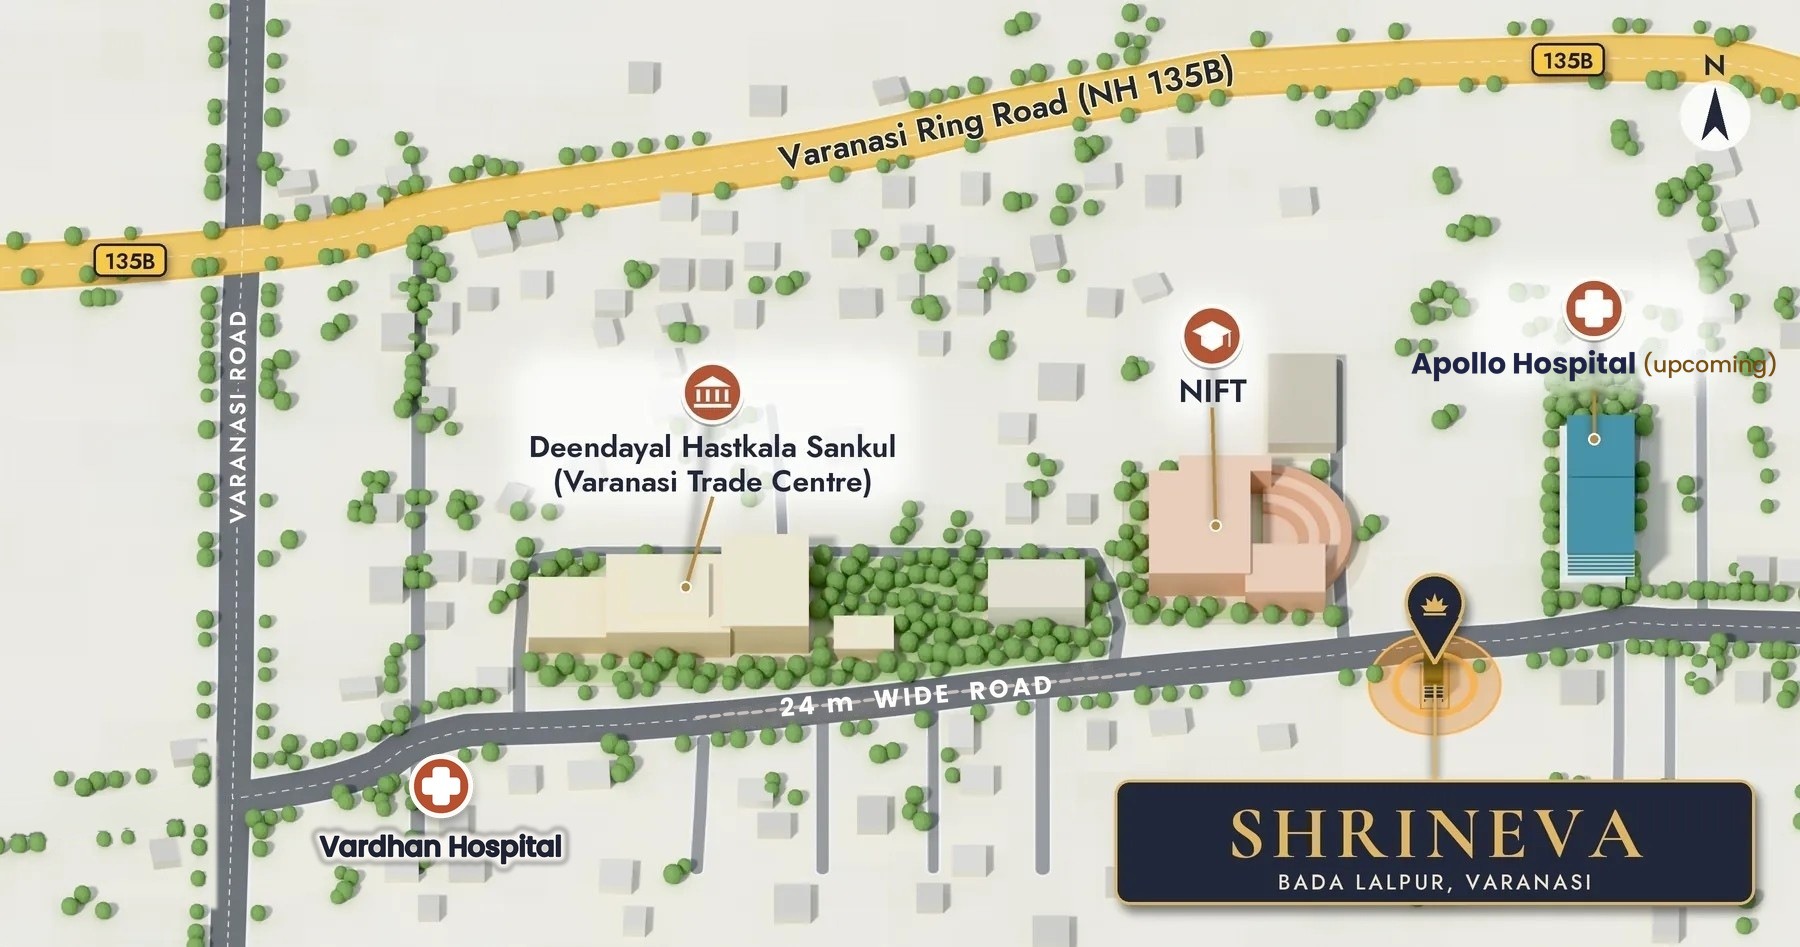 135B
N
Varanasi Ring Road (NH 135B)
135B
VARANASI ROAD
Apollo Hospital (upcoming)
NIFT
Deendayal Hastkala Sankul
(Varanasi Trade Centre)
24 m WIDE ROAD
Vardhan Hospital
SHRINEVA
BADA LALPUR, VARANASI